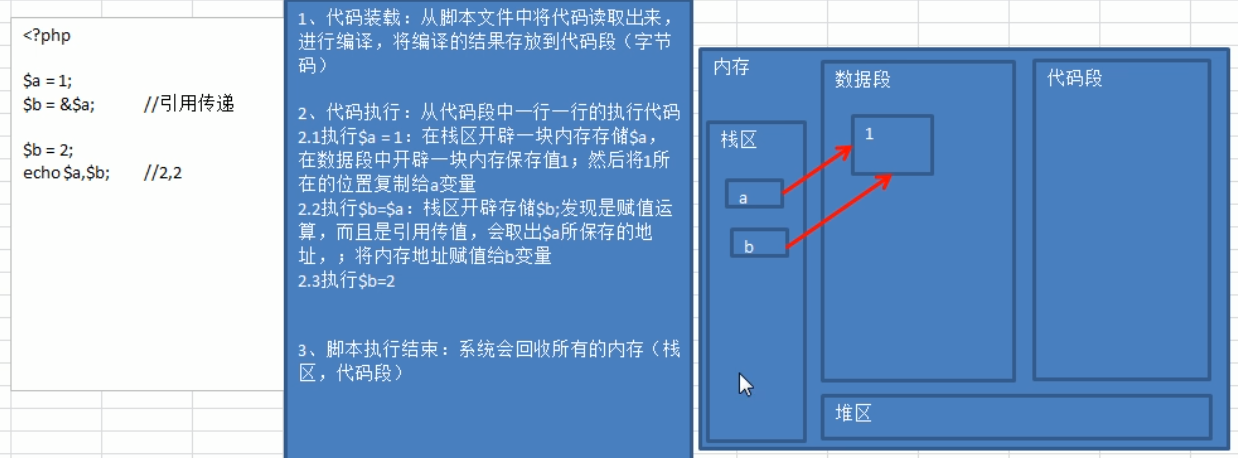 <?php
$a = 1;
$b = &$a; //引用传递
$b = 2;
echo $a,$b; //2,2
1、代码装载：从脚本文件中将代码读取出来，
进行编译，将编译的结果存放到代码段（字节
码）
2、代码执行：从代码段中一行一行的执行代码
2.1执行$a = 1：在栈区开辟一块内存存储$a，
在数据段中开辟一块内存保存值1；然后将1所
在的位置复制给a变量
2.2执行$b=$a：栈区开辟存储$b;发现是赋值运
算，而且是引用传值，会取出$a所保存的地
址，；将内存地址赋值给b变量
2.3执行$b=2
3、脚本执行结束：系统会回收所有的内存（栈
区，代码段）
内存
栈区
a
b
数据段
1
代码段
堆区